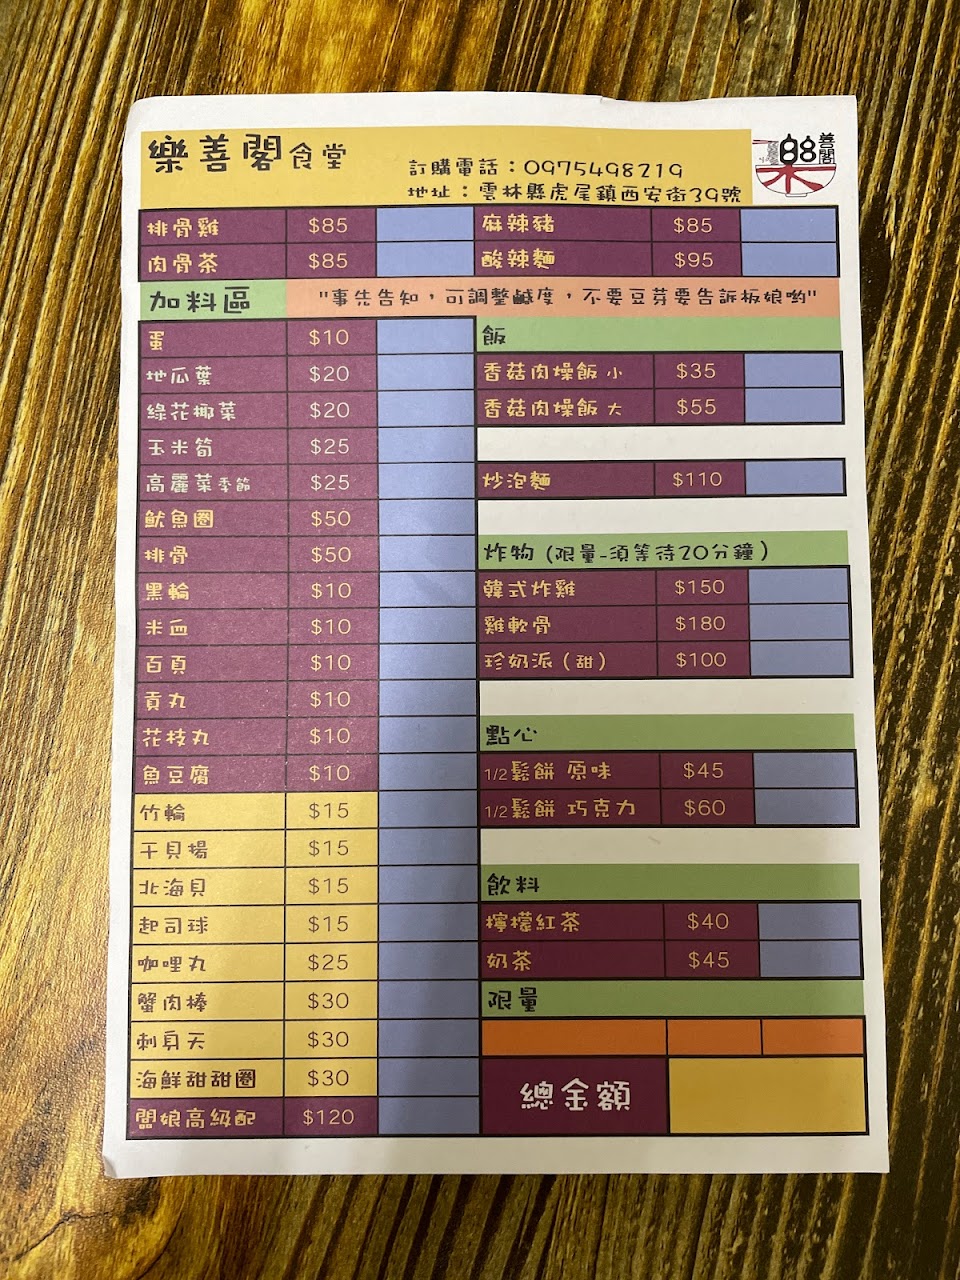 樂善閣食堂
訂購電話：0975498219
地址：雲林縣虎尾鎮西安街39號
樂 善閣
排骨雞 $85 麻辣豬 $85
肉骨茶 $85 酸辣麵 $95
加料區 "事先告知，可調整鹹度，不要豆芽要告訴板娘喲"
蛋 $10
地瓜葉 $20
綠花椰菜 $20
玉米筍 $25
高麗菜季節 $25
魷魚圈 $50
排骨 $50
黑輪 $10
米血 $10
百頁 $10
貢丸 $10
花枝丸 $10
魚豆腐 $10
竹輪 $15
干貝揚 $15
北海貝 $15
起司球 $15
咖哩丸 $25
蟹肉棒 $30
刺身天 $30
海鮮甜甜圈 $30
闆娘高級配 $120
飯
香菇肉燥飯 小 $35
香菇肉燥飯 大 $55
炒泡麵 $110
炸物 (限量-須等待20分鐘)
韓式炸雞 $150
雞軟骨 $180
珍奶派（甜） $100
點心
1/2鬆餅 原味 $45
1/2鬆餅 巧克力 $60
飲料
檸檬紅茶 $40
奶茶 $45
限量
總金額